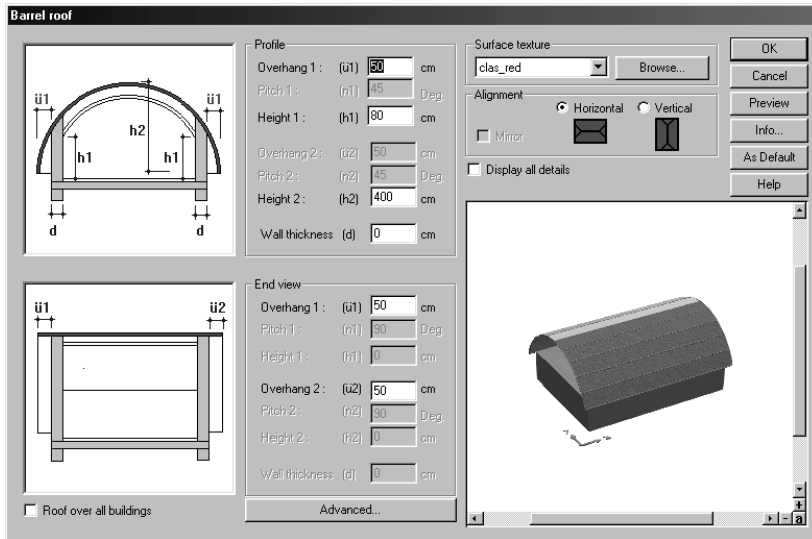 Barrel roof
ü1
ü1
h2
h1
h1
d
d
Profile
Overhang 1 : (ü1) 50 cm
Pitch 1 : (n1) 45 Deg.
Height 1 : (h1) 80 cm
Overhang 2 : (ü2) 50 cm
Pitch 2 : (n2) 45 Deg.
Height 2 : (h2) 400 cm
Wall thickness (d) 0 cm
Surface texture
clas_red Browse...
Alignment
Horizontal Vertical
Mirror
Display all details
OK
Cancel
Preview
Info...
As Default
Help
ü1 ü2
End view
Overhang 1 : (ü1) 50 cm
Pitch 1 : (n1) 90 Deg.
Height 1 : (h1) 0 cm
Overhang 2 : (ü2) 50 cm
Pitch 2 : (n2) 90 Deg.
Height 2 : (h2) 0 cm
Wall thickness (d) 0 cm
Roof over all buildings
Advanced...
+
- a